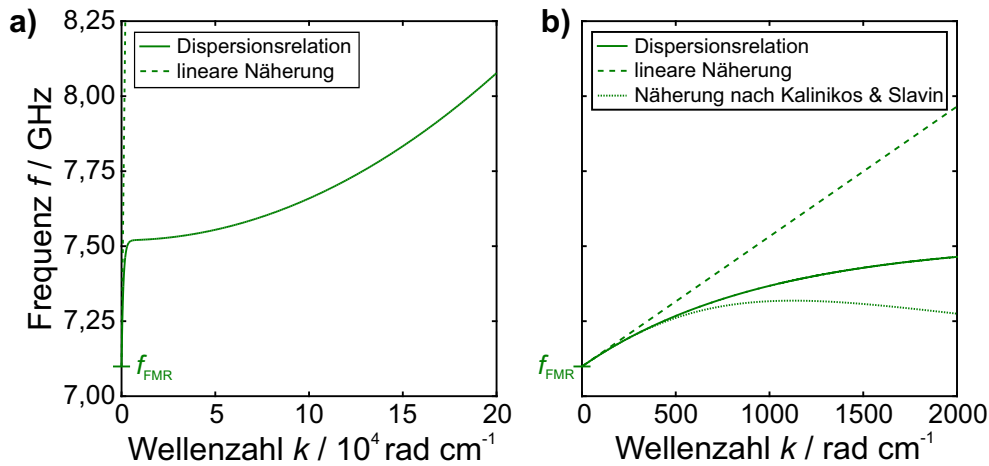 a)
Frequenz f / GHz
8,25
8,00
7,75
7,50
7,25
7,00
Dispersionsrelation
lineare Näherung
fFMR
0
5
10
15
20
Wellenzahl k / 10⁴ rad cm⁻¹
b)
Dispersionsrelation
lineare Näherung
Näherung nach Kalinikos & Slavin
fFMR
0
500
1000
1500
2000
Wellenzahl k / rad cm⁻¹